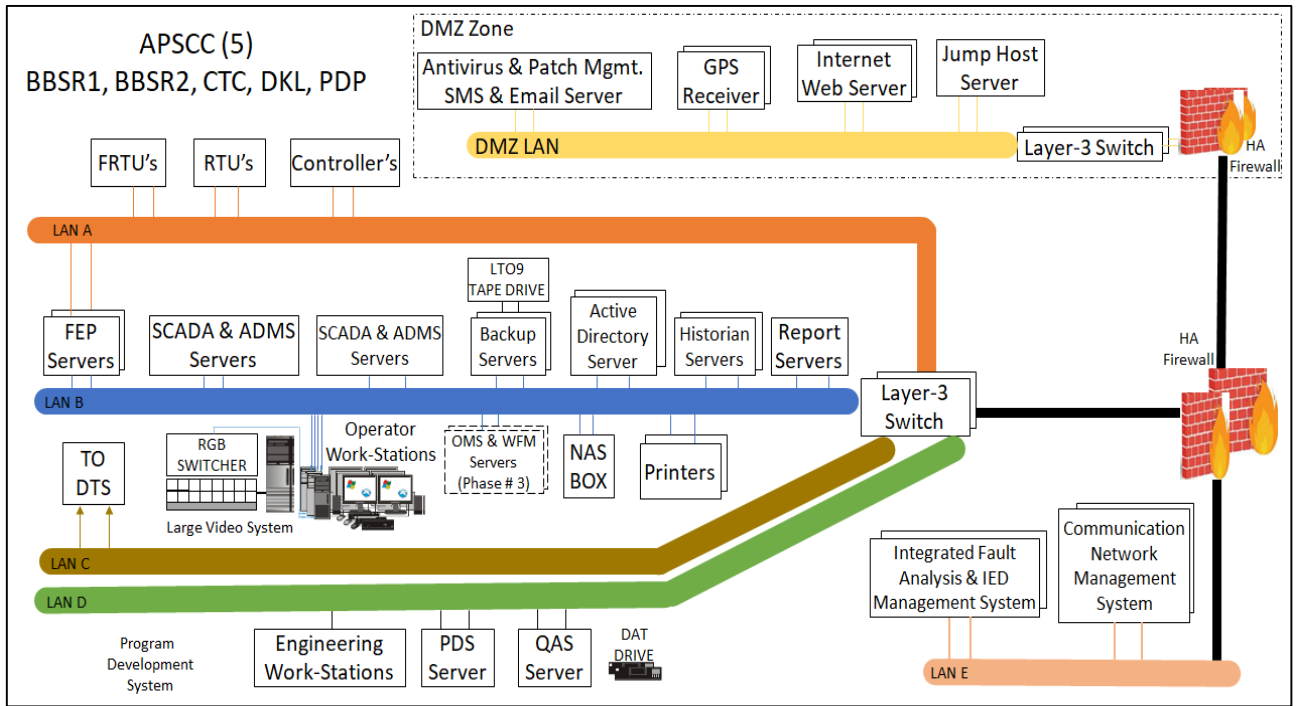 APSCC (5)
BBSR1, BBSR2, CTC, DKL, PDP
DMZ Zone
Antivirus & Patch Mgmt.
SMS & Email Server
GPS
Receiver
Internet
Web Server
Jump Host
Server
DMZ LAN
Layer-3 Switch
HA
Firewall
FRTU's
RTU's
Controller's
LAN A
LTO9
TAPE DRIVE
FEP
Servers
SCADA & ADMS
Servers
SCADA & ADMS
Servers
Backup
Servers
Active
Directory
Server
Historian
Servers
Report
Servers
HA
Firewall
LAN B
Layer-3
Switch
TO
DTS
RGB
SWITCHER
Large Video System
Operator
Work-Stations
OMS & WFM
Servers
(Phase # 3)
NAS
BOX
Printers
LAN C
LAN D
Integrated Fault
Analysis & IED
Management System
Communication
Network
Management
System
Program
Development
System
Engineering
Work-Stations
PDS
Server
QAS
Server
DAT
DRIVE
LAN E